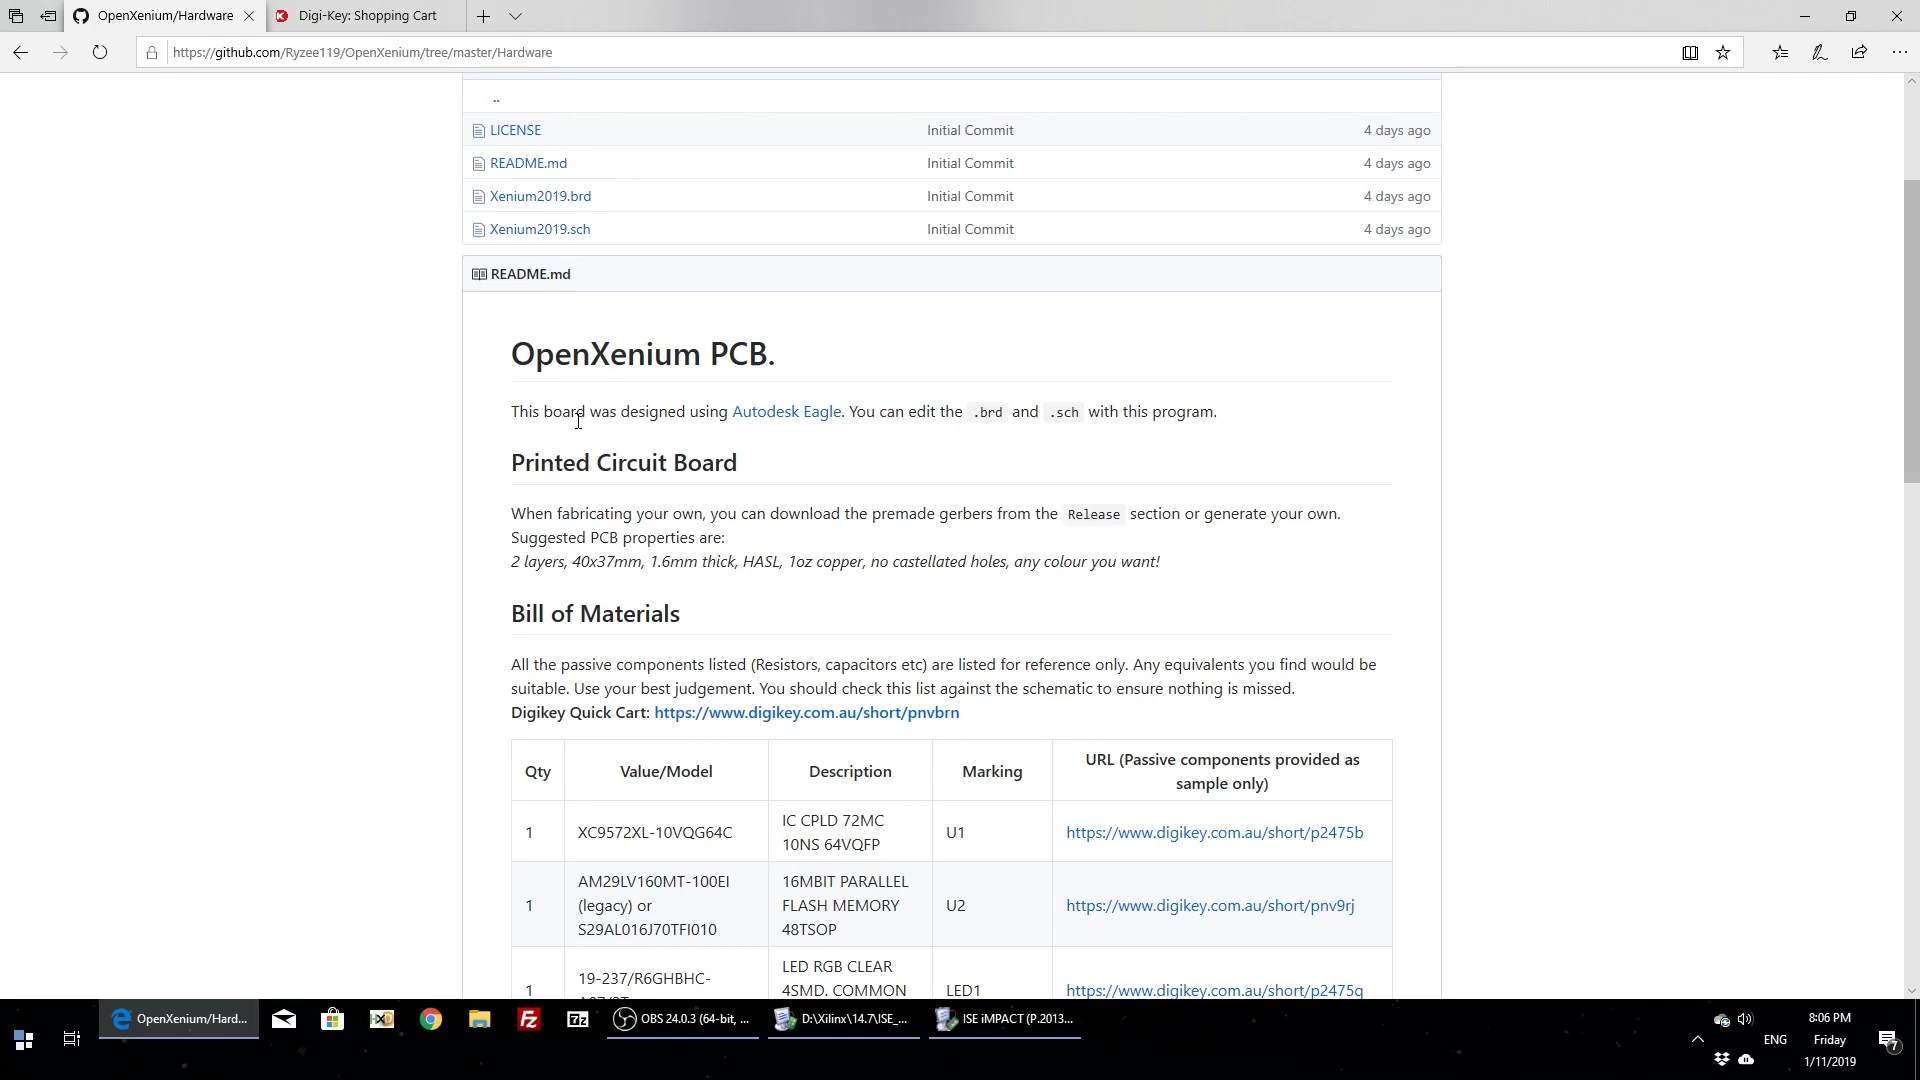 OpenXenium/Hardware
Digi-Key: Shopping Cart
https://github.com/Ryzee119/OpenXenium/tree/master/Hardware
..
LICENSE Initial Commit 4 days ago
README.md Initial Commit 4 days ago
Xenium2019.brd Initial Commit 4 days ago
Xenium2019.sch Initial Commit 4 days ago
README.md
OpenXenium PCB.
This board was designed using Autodesk Eagle. You can edit the .brd and .sch with this program.
Printed Circuit Board
When fabricating your own, you can download the premade gerbers from the Release section or generate your own.
Suggested PCB properties are:
2 layers, 40x37mm, 1.6mm thick, HASL, 1oz copper, no castellated holes, any colour you want!
Bill of Materials
All the passive components listed (Resistors, capacitors etc) are listed for reference only. Any equivalents you find would be
suitable. Use your best judgement. You should check this list against the schematic to ensure nothing is missed.
Digikey Quick Cart: https://www.digikey.com.au/short/pnvbrn
Qty Value/Model Description Marking URL (Passive components provided as
sample only)
1 XC9572XL-10VQG64C IC CPLD 72MC
10NS 64VQFP U1 https://www.digikey.com.au/short/p2475b
1 AM29LV160MT-100EI
(legacy) or
S29AL016J70TFI010 16MBIT PARALLEL
FLASH MEMORY
48TSOP U2 https://www.digikey.com.au/short/pnv9rj
1 19-237/R6GHBHC-
LED RGB CLEAR
4SMD. COMMON LED1 https://www.digikey.com.au/short/p2475q
OpenXenium/Hard...
7z
OBS 24.0.3 (64-bit, ...
D:\Xilinx\14.7\ISE_...
ISE iMPACT (P.2013...
ENG
8:06 PM
Friday
1/11/2019
7